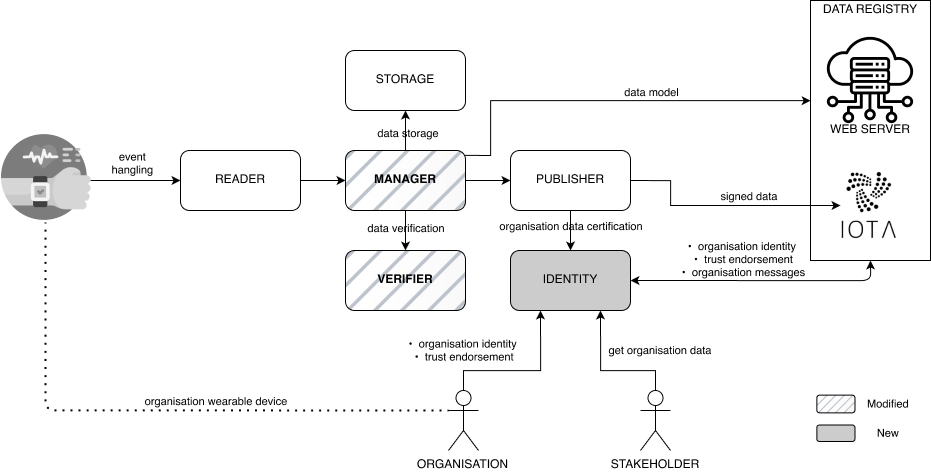 DATA REGISTRY
STORAGE
data model
WEB SERVER
data storage
event
hangling
READER
MANAGER
PUBLISHER
signed data
IOTA
data verification
organisation data certification
• organisation identity
• trust endorsement
• organisation messages
VERIFIER
IDENTITY
• organisation identity
• trust endorsement
get organisation data
organisation wearable device
Modified
New
ORGANISATION
STAKEHOLDER